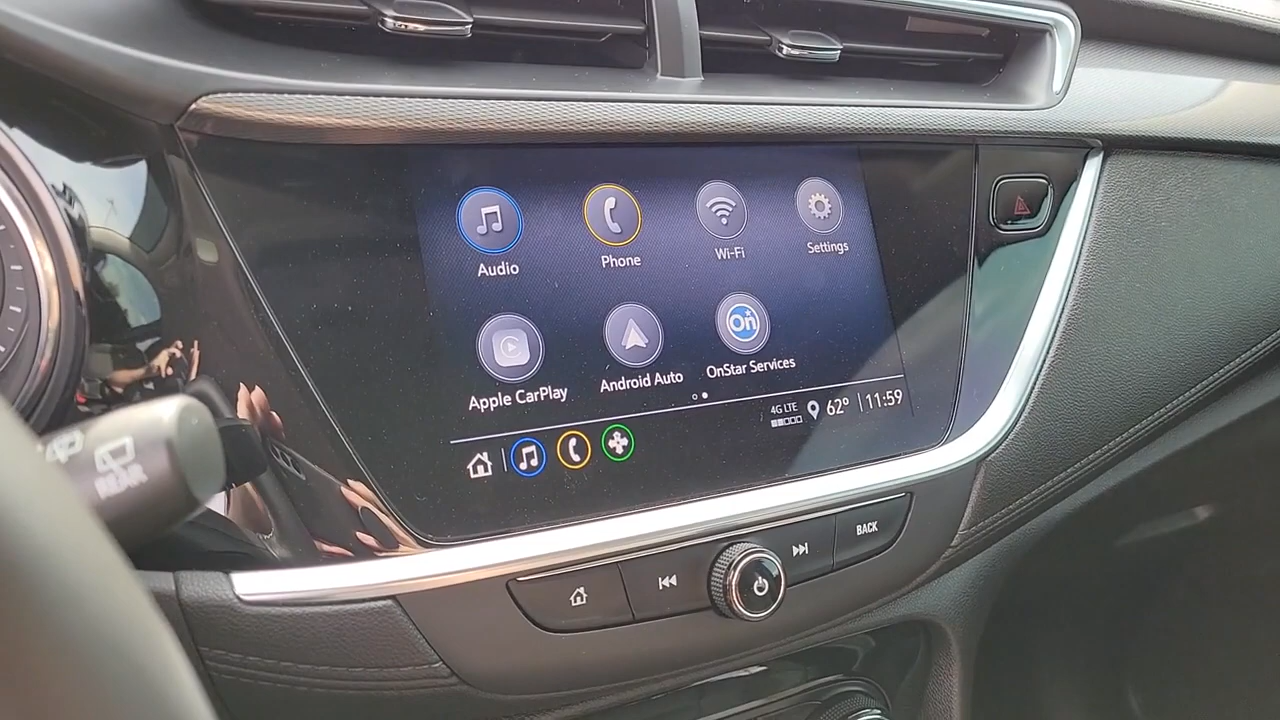 Audio
Phone
Wi-Fi
Settings
Apple CarPlay
Android Auto
On
OnStar Services
4G LTE
62° 11:59
REAR
BACK